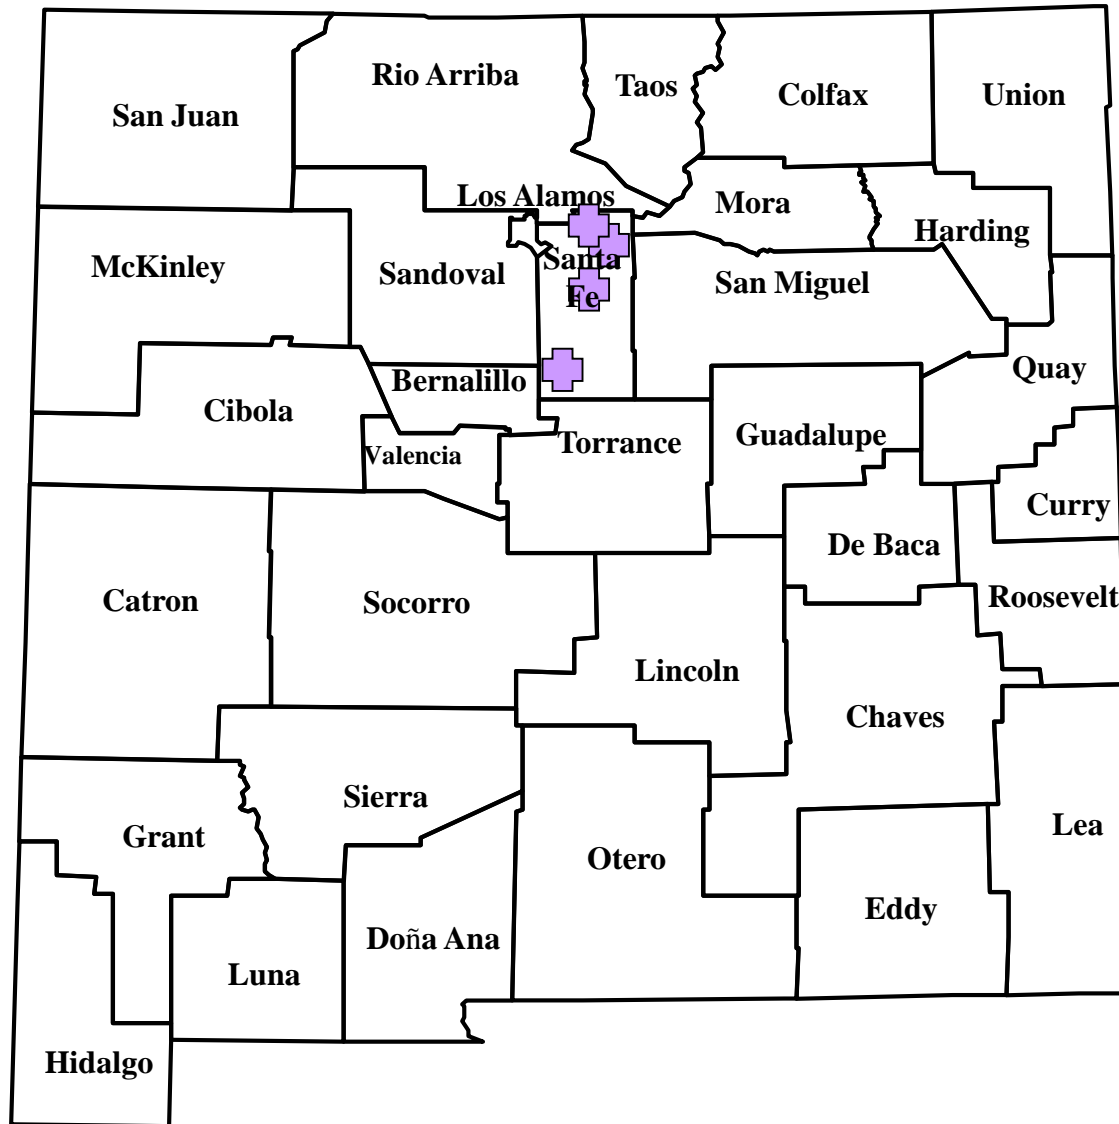 Rio Arriba
Taos
Colfax
Union
San Juan
Los Alamos
Mora
Harding
McKinley
Sandoval
Santa
Fe
San Miguel
Quay
Bernalillo
Cibola
Torrance
Guadalupe
Valencia
Curry
De Baca
Catron
Socorro
Roosevelt
Lincoln
Chaves
Sierra
Grant
Lea
Otero
Eddy
Doña Ana
Luna
Hidalgo